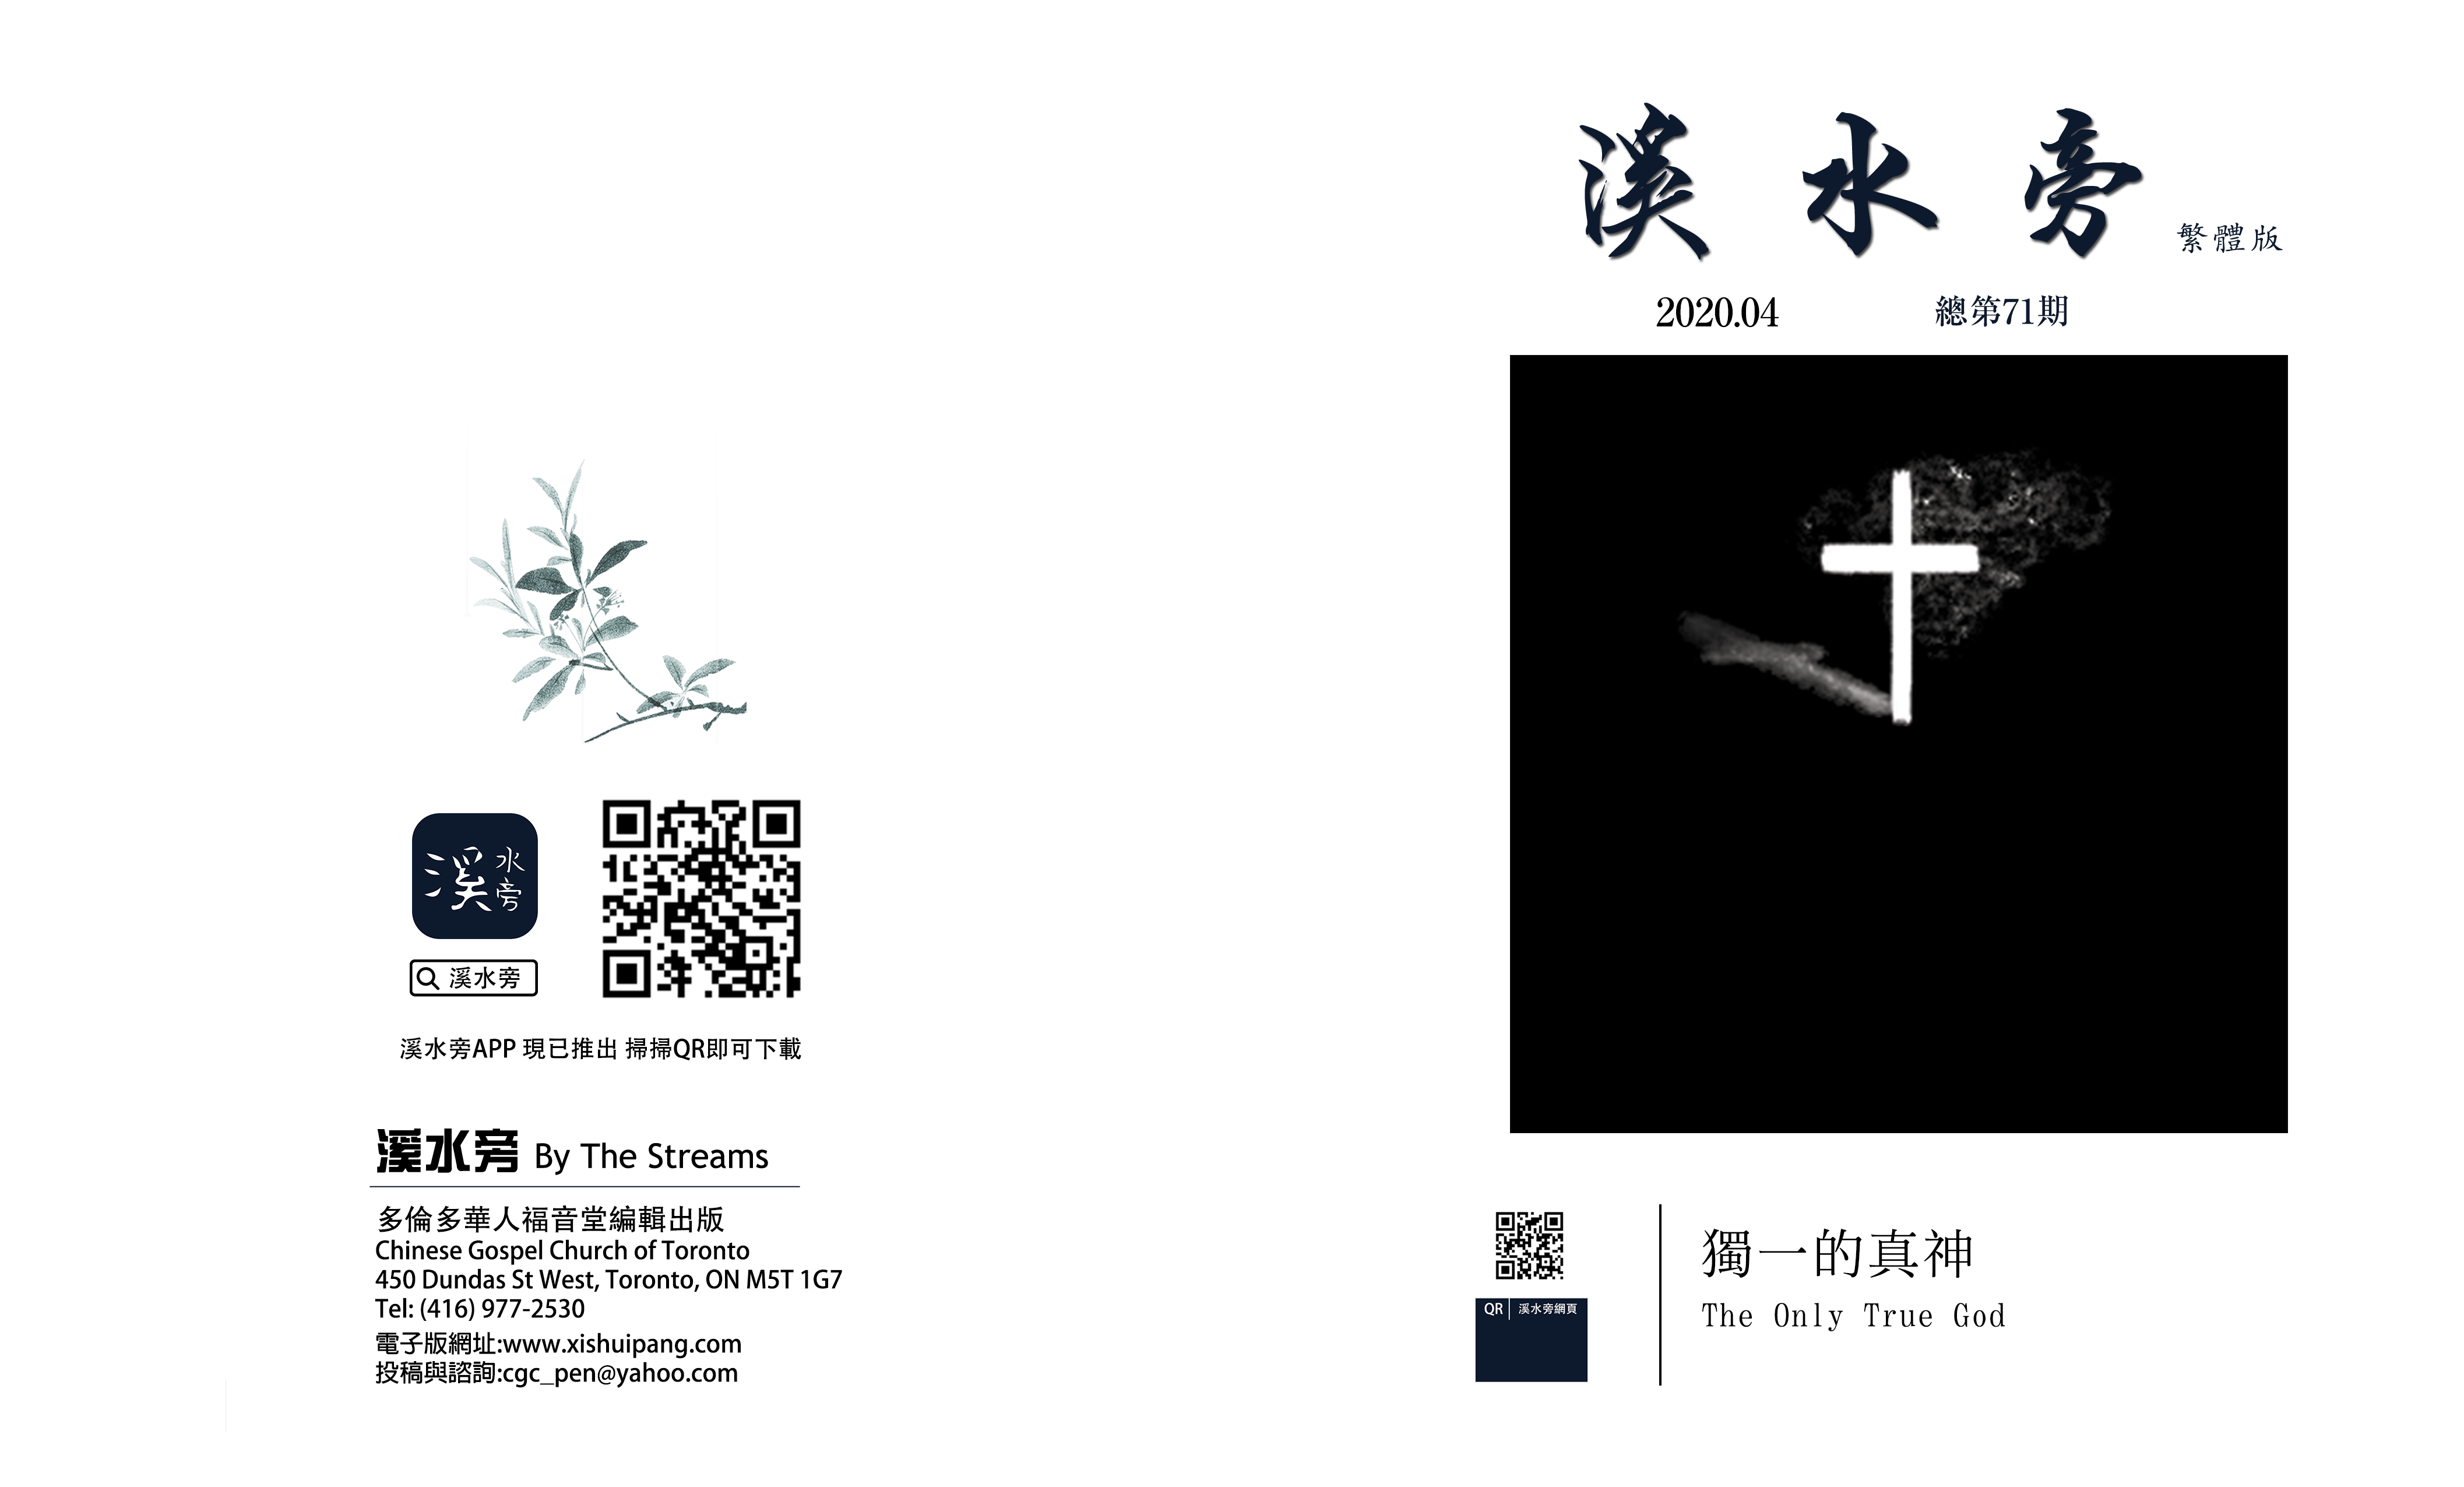 溪水旁
繁體版
2020.04
總第71期
溪水旁
溪水旁
溪水旁APP 現已推出 掃掃QR即可下載
溪水旁 By The Streams
多倫多華人福音堂編輯出版
Chinese Gospel Church of Toronto
450 Dundas St West, Toronto, ON M5T 1G7
Tel: (416) 977-2530
電子版網址:www.xishuipang.com
投稿與諮詢:cgc_pen@yahoo.com
QR 溪水旁網頁
獨一的真神
The Only True God